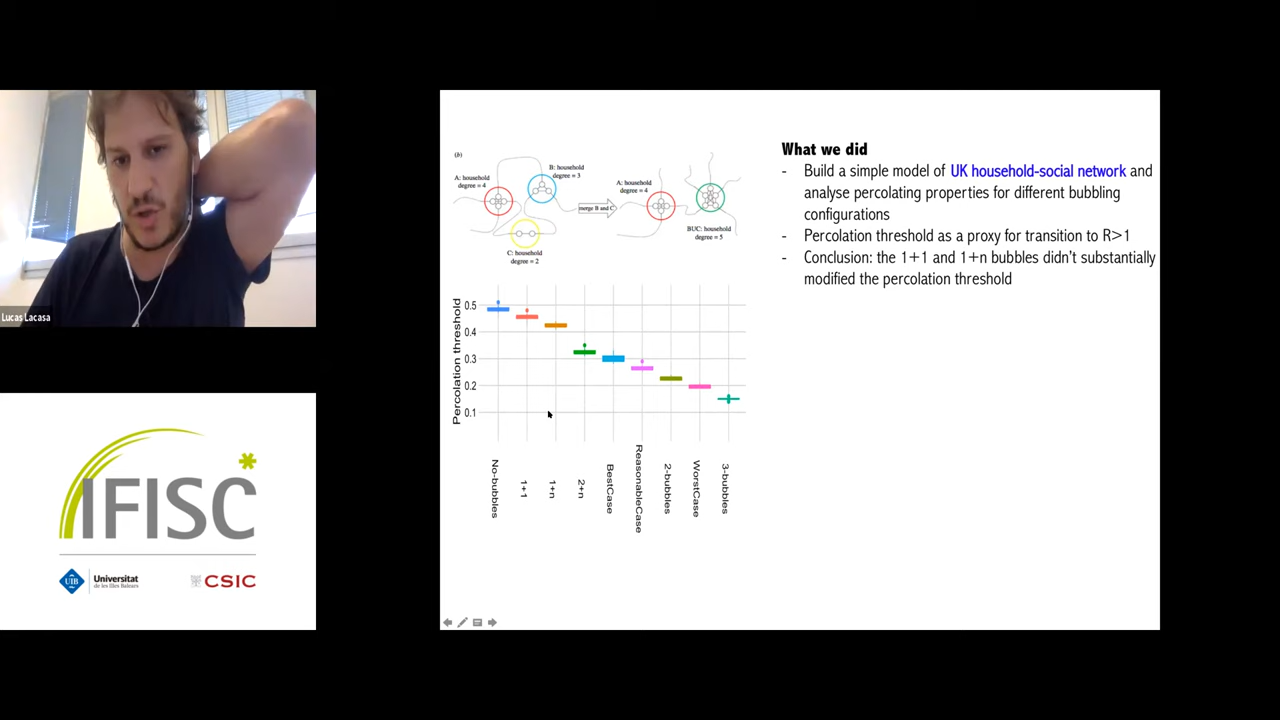 Lucas Lacasa
IFISC
UIB
Universitat
de les Illes Balears
CSIC
(b)
A: household
degree = 4
B: household
degree = 3
C: household
degree = 2
merge B and C
A: household
degree = 4
BUC: household
degree = 5
Percolation threshold
0.5
0.4
0.3
0.2
0.1
No-bubbles
1+1
1+n
2+n
BestCase
ReasonableCase
2-bubbles
WorstCase
3-bubbles
What we did
- Build a simple model of UK household-social network and
analyse percolating properties for different bubbling
configurations
- Percolation threshold as a proxy for transition to R>1
- Conclusion: the 1+1 and 1+n bubbles didn't substantially
modified the percolation threshold